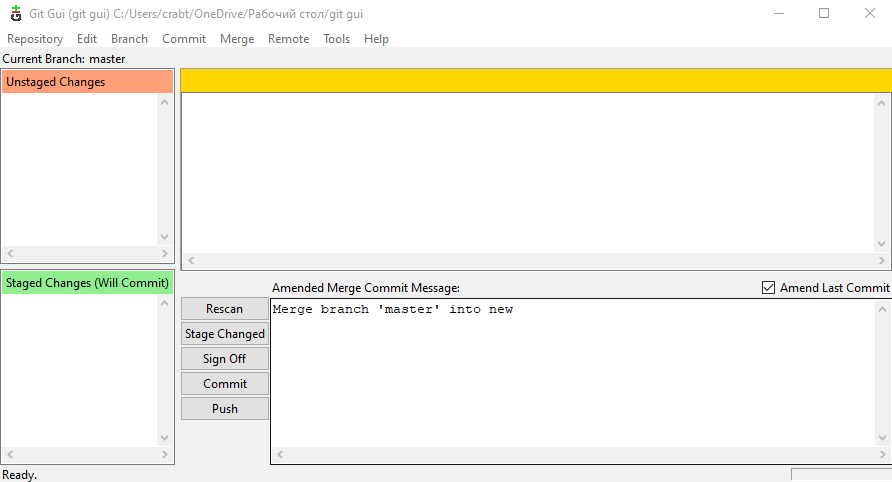 Git Gui (git gui) C:/Users/crabt/OneDrive/Рабочий стол/git gui
Repository Edit Branch Commit Merge Remote Tools Help
Current Branch: master
Unstaged Changes
Staged Changes (Will Commit)
Amended Merge Commit Message:
Amend Last Commit
Rescan
Stage Changed
Sign Off
Commit
Push
Merge branch 'master' into new
Ready.